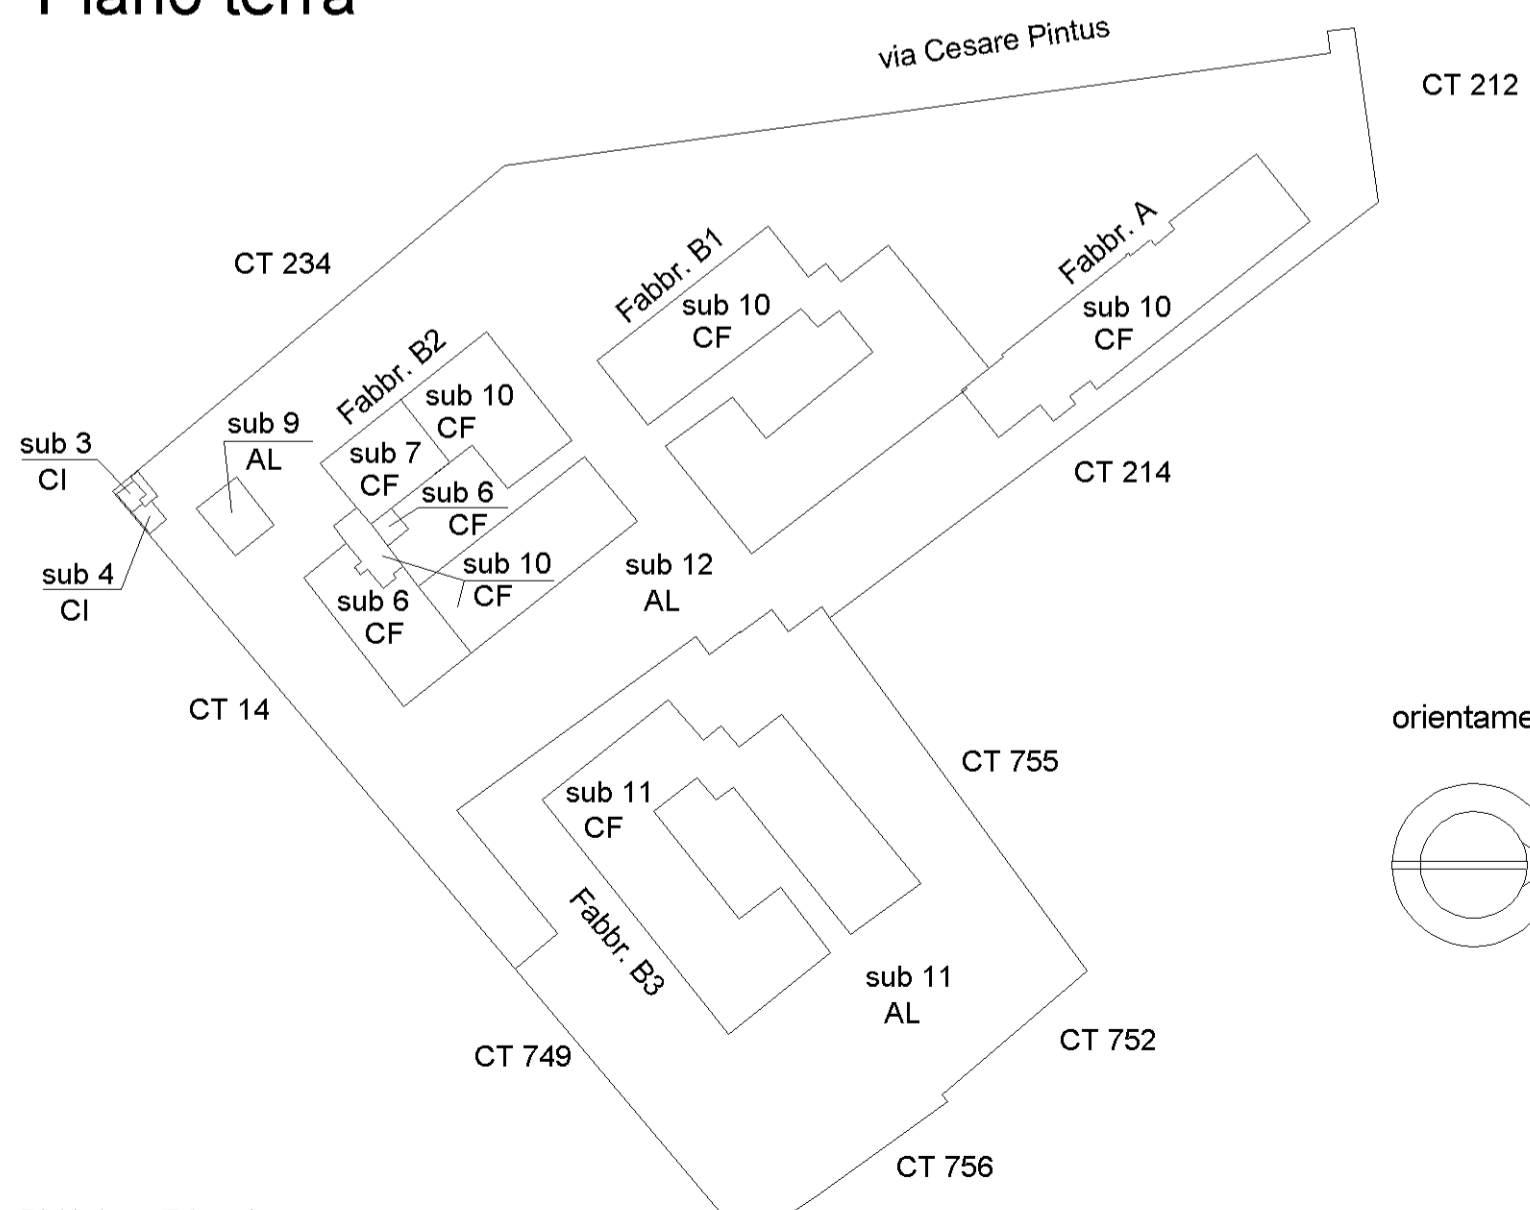 Piano terra
via Cesare Pintus
CT 212
Fabbr. A
Fabbr. B1
CT 234
sub 10
CF
sub 10
CF
Fabbr. B2
sub 10
CF
sub 9
AL
sub 3
CI
sub 7
CF
CT 214
sub 6
CF
sub 10
CF
sub 12
AL
sub 4
CI
sub 6
CF
CT 14
orientame
CT 755
sub 11
CF
Fabbr. B3
sub 11
AL
CT 749
CT 752
CT 756